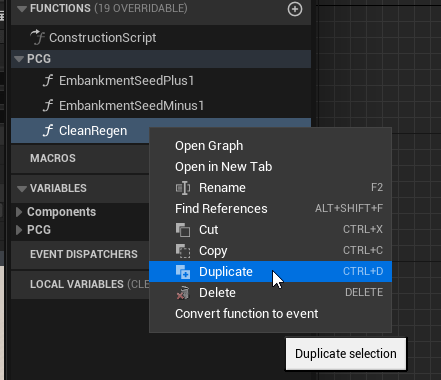 FUNCTIONS (19 OVERRIDABLE)
ConstructionScript
PCG
EmbankmentSeedPlus1
EmbankmentSeedMinus1
CleanRegen
MACROS
VARIABLES
Components
PCG
EVENT DISPATCHERS
LOCAL VARIABLES (CLE
Open Graph
Open in New Tab
Rename F2
Find References ALT+SHIFT+F
Cut CTRL+X
Copy CTRL+C
Duplicate CTRL+D
Delete DELETE
Convert function to event
Duplicate selection